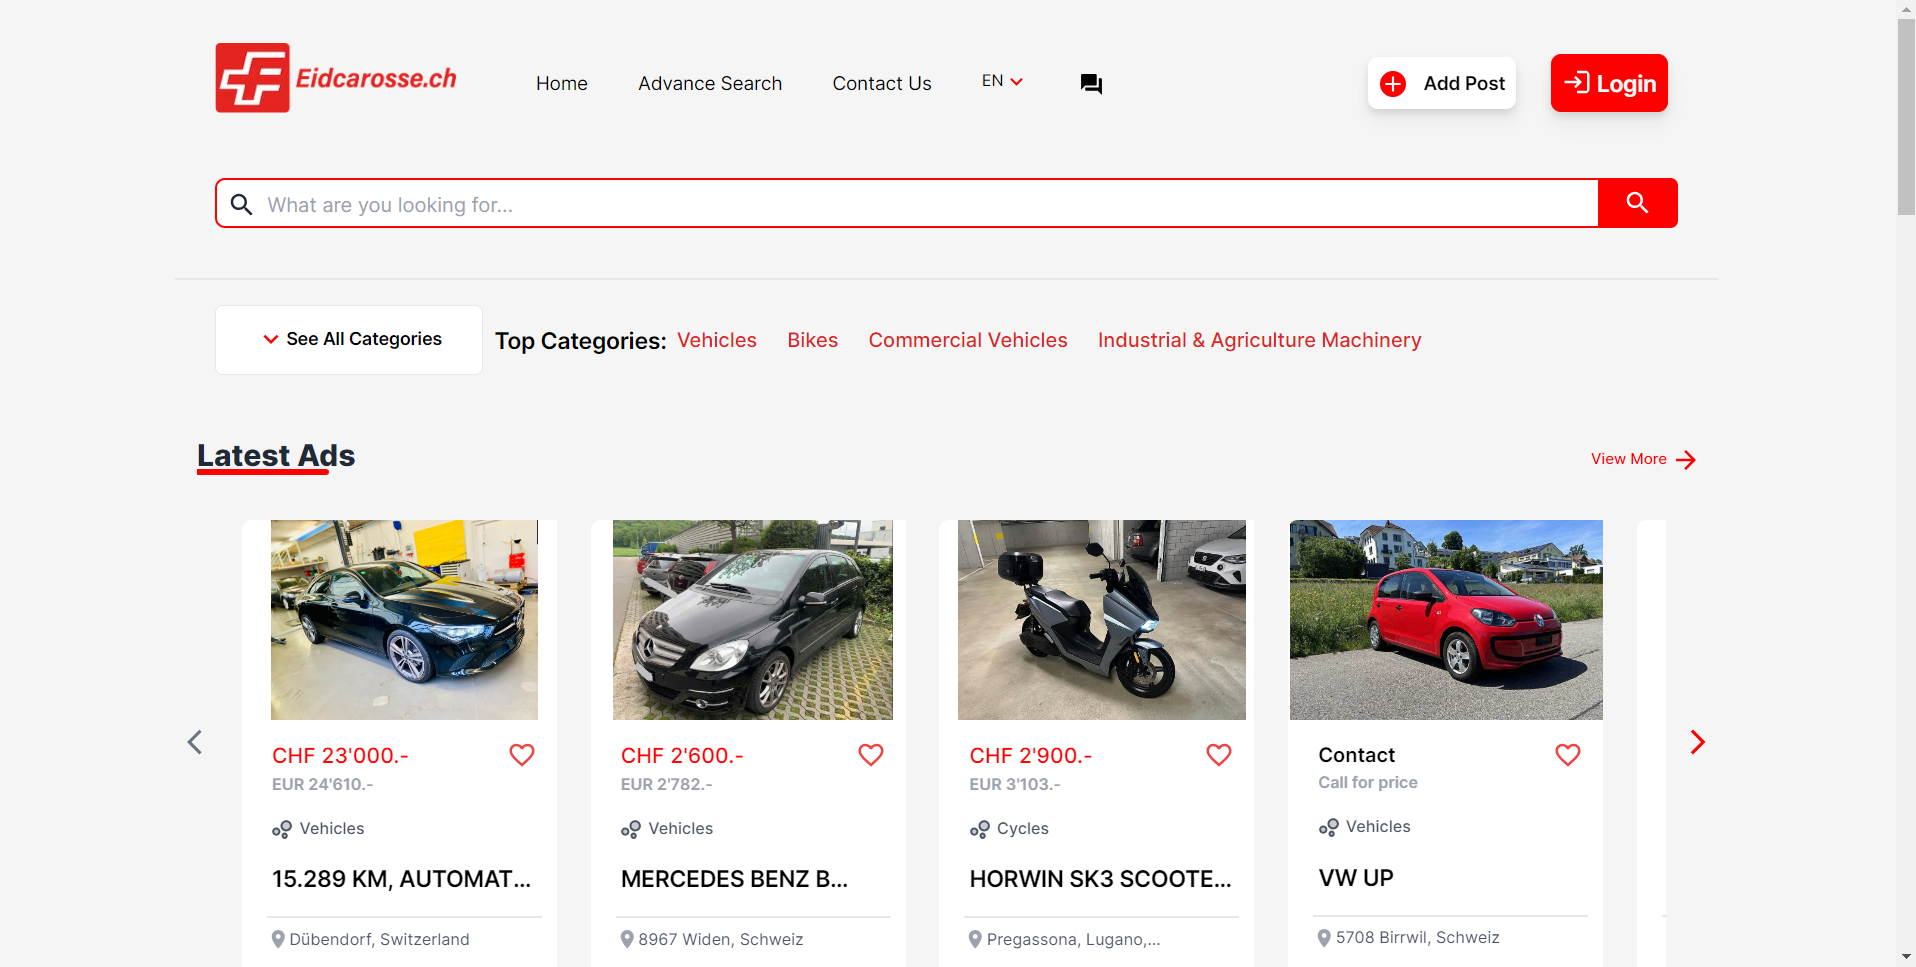 Eidcarosse.ch
Home
Advance Search
Contact Us
EN
Add Post
Login
What are you looking for...
See All Categories
Top Categories:
Vehicles
Bikes
Commercial Vehicles
Industrial & Agriculture Machinery
Latest Ads
View More
CHF 23'000.-
EUR 24'610.-
Vehicles
15.289 KM, AUTOMAT...
Dübendorf, Switzerland
CHF 2'600.-
EUR 2'782.-
Vehicles
MERCEDES BENZ B...
8967 Widen, Schweiz
CHF 2'900.-
EUR 3'103.-
Cycles
HORWIN SK3 SCOOTE...
Pregassona, Lugano,...
Contact
Call for price
Vehicles
VW UP
5708 Birrwil, Schweiz